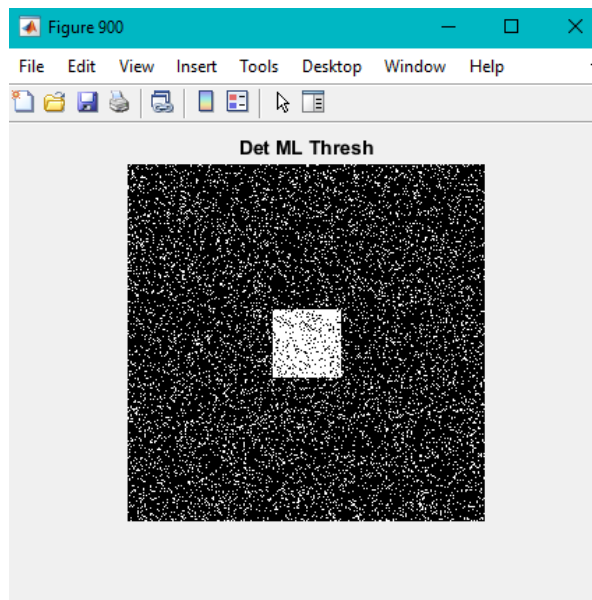 Figure 900
File Edit View Insert Tools Desktop Window Help
Det ML Thresh